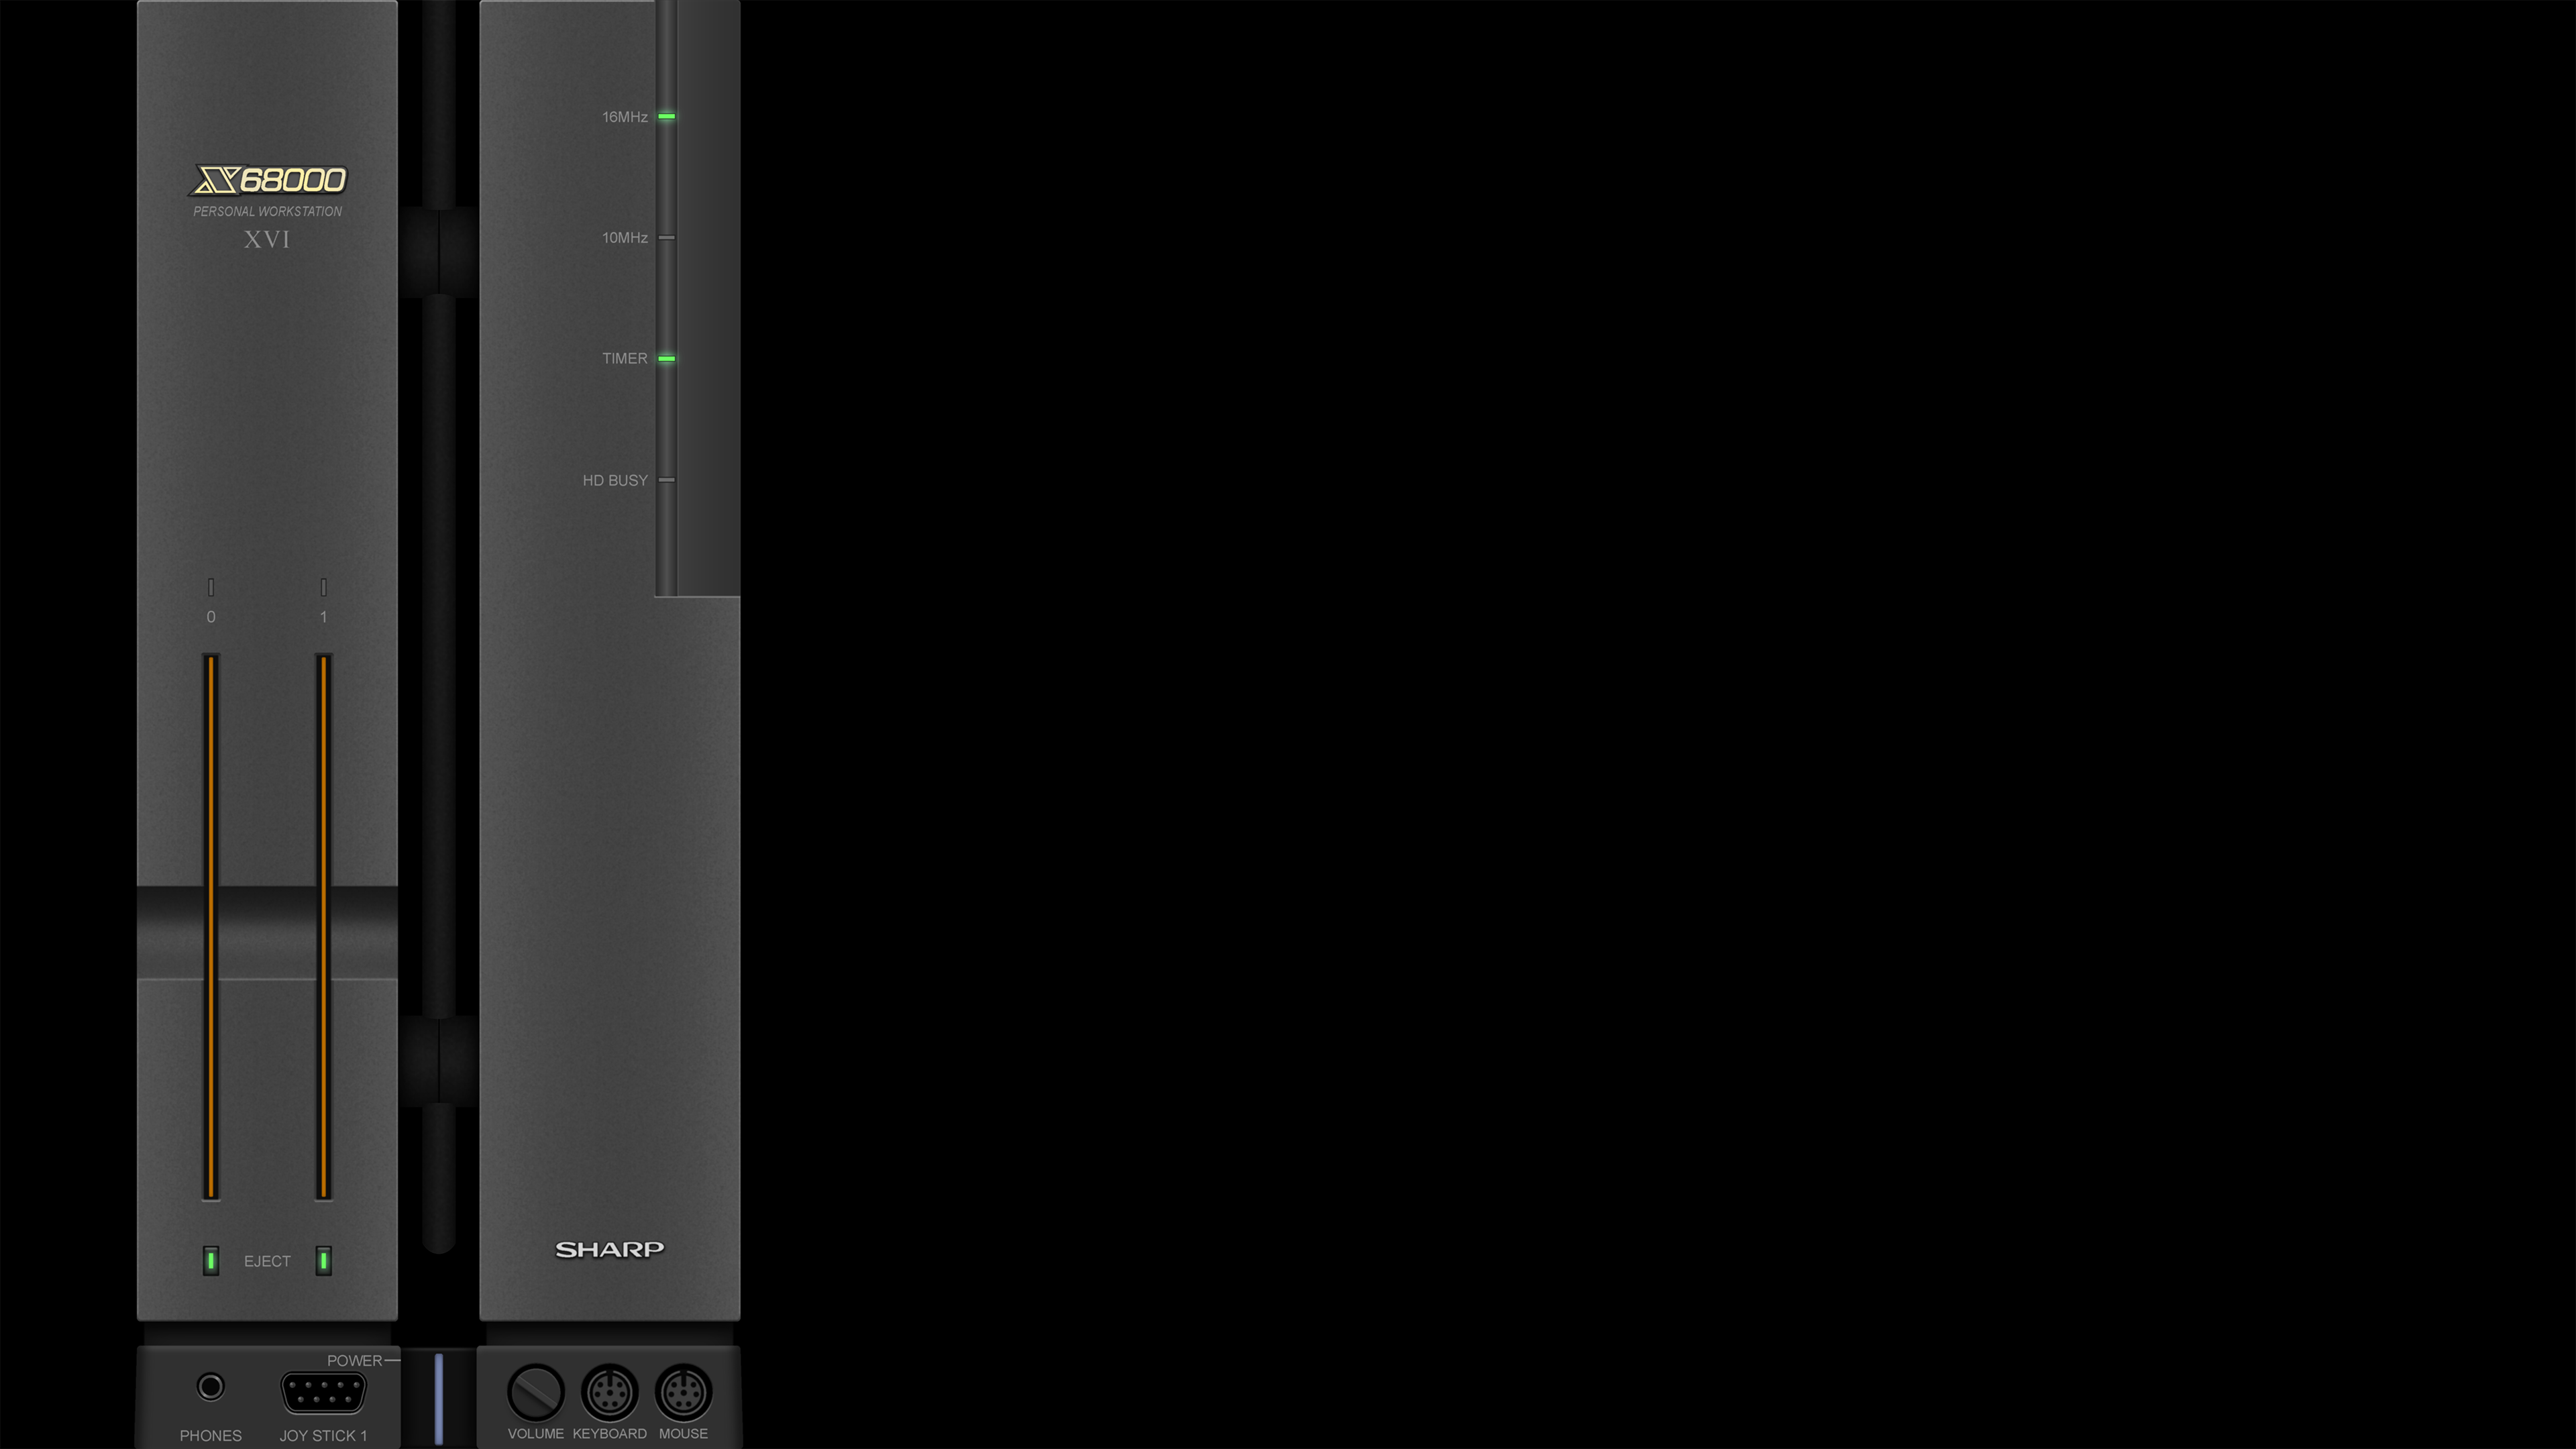 X68000
PERSONAL WORKSTATION
XVI
0 1
EJECT
POWER
PHONES
JOY STICK 1
16MHz
10MHz
TIMER
HD BUSY
SHARP
VOLUME KEYBOARD MOUSE